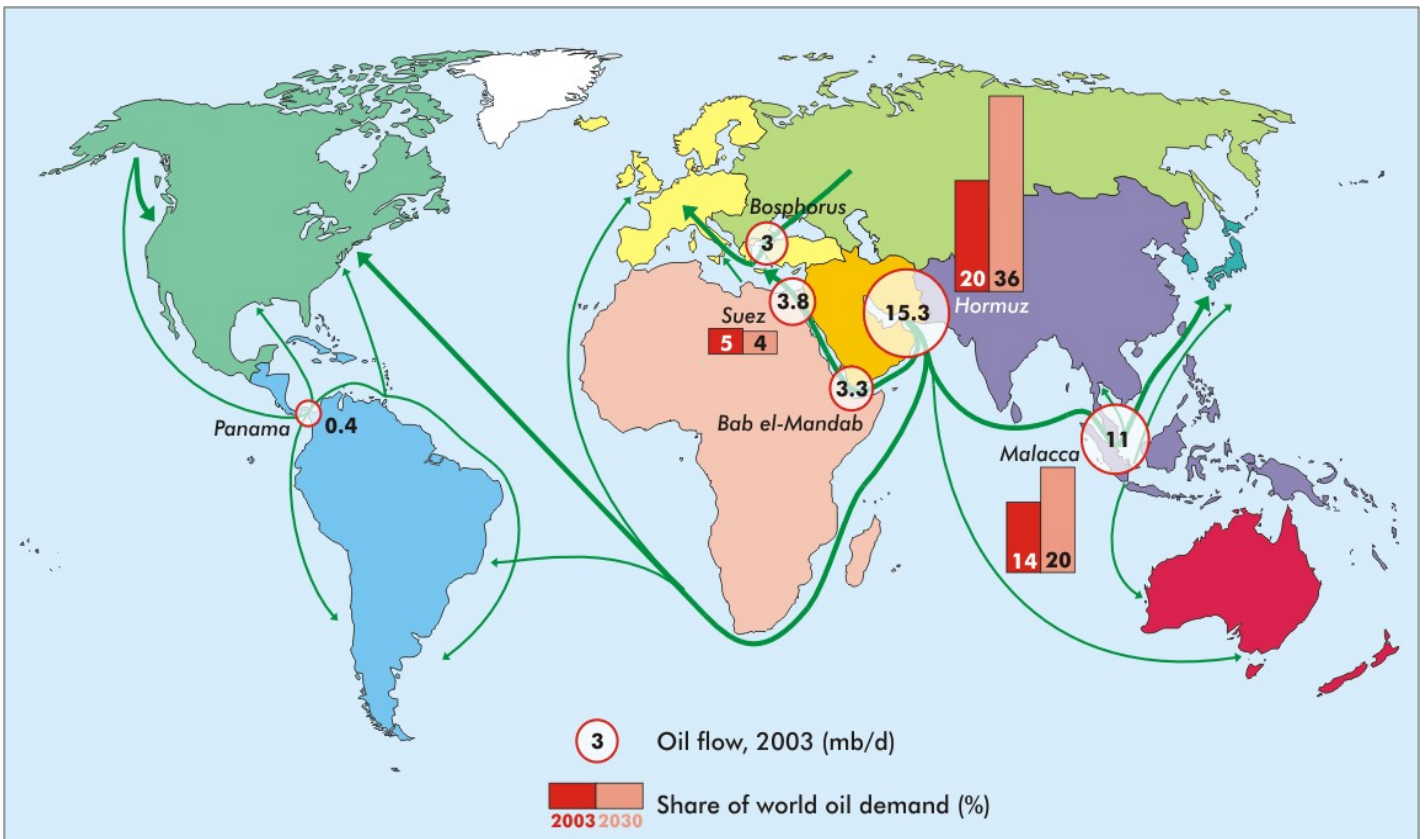 Bosphorus
3
3.8
15.3
20 36
Hormuz
Suez
5 4
3.3
Bab el-Mandab
Panama
0.4
11
Malacca
14 20
3 Oil flow, 2003 (mb/d)
Share of world oil demand (%)
2003 2030